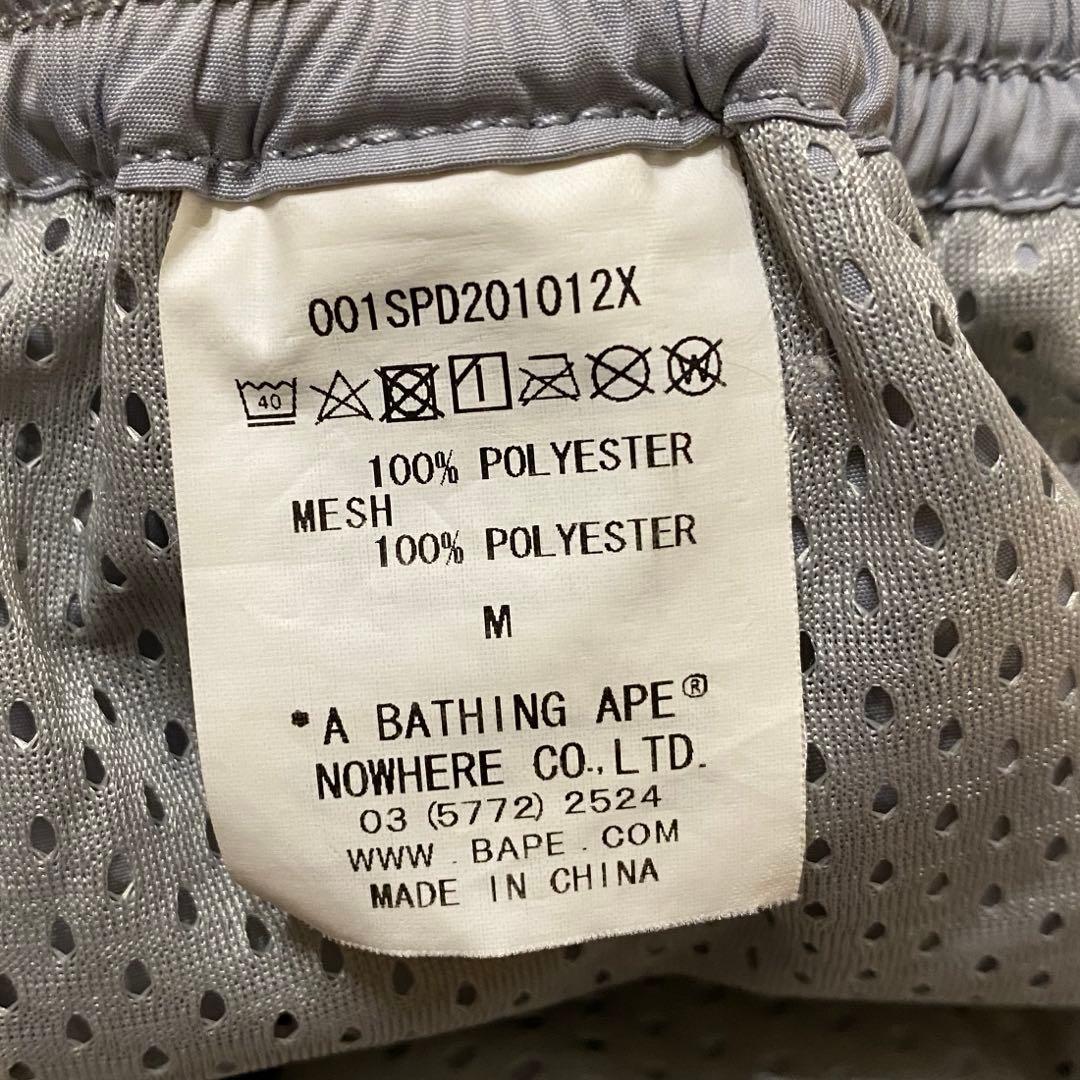 001SPD201012X
40 W
100% POLYESTER
MESH
100% POLYESTER
M
*A BATHING APE®
NOWHERE CO.,LTD.
03 (5772) 2524
WWW . BAPE . COM
MADE IN CHINA